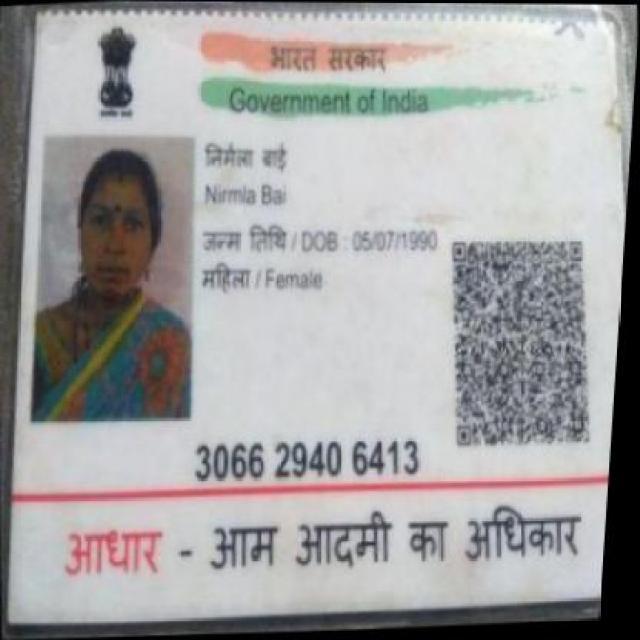 भारत सरकार
Government of India
निर्मला बाई
Nirmla Bai
जन्म तिथि / DOB : 05/07/1990
महिला / Female
3066 2940 6413
आधार - आम आदमी का अधिकार